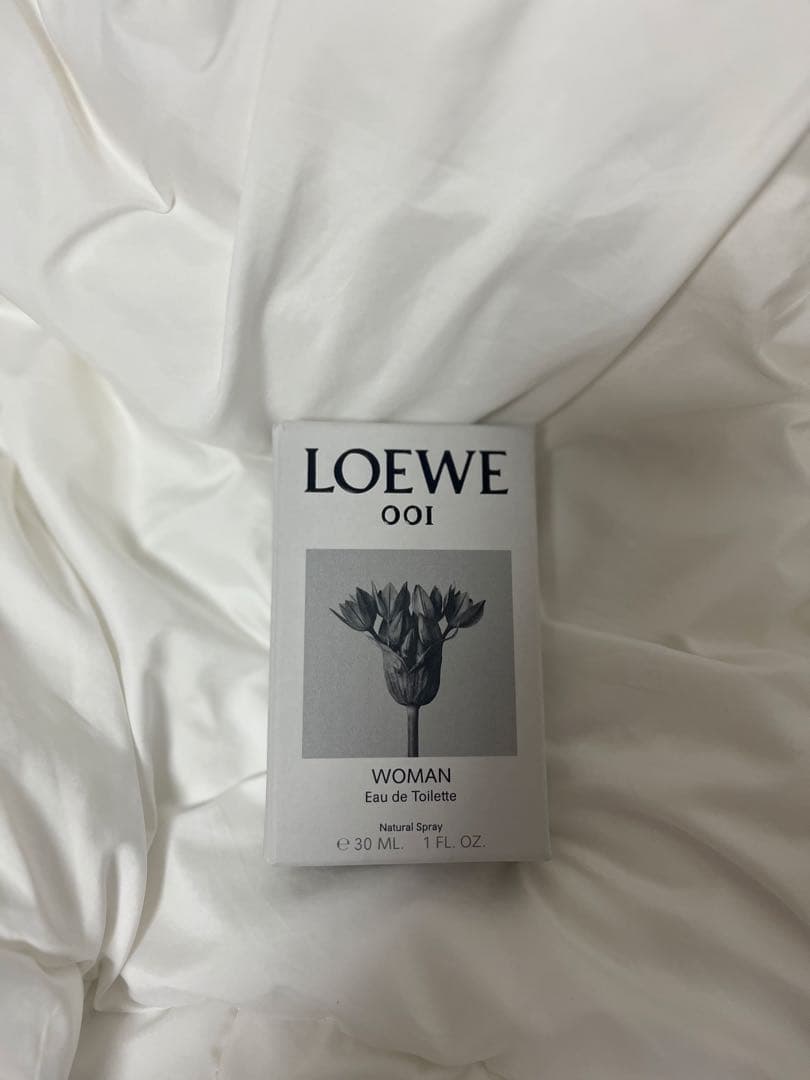 LOEWE
001
WOMAN
Eau de Toilette
Natural Spray
℮ 30 ML. 1 FL. OZ.